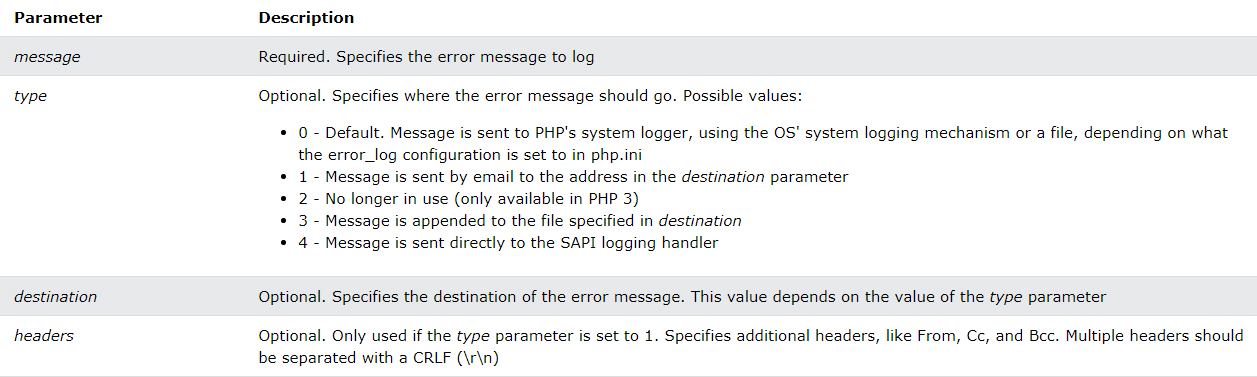 Parameter Description
message Required. Specifies the error message to log
type Optional. Specifies where the error message should go. Possible values:
• 0 - Default. Message is sent to PHP's system logger, using the OS' system logging mechanism or a file, depending on what
the error_log configuration is set to in php.ini
• 1 - Message is sent by email to the address in the destination parameter
• 2 - No longer in use (only available in PHP 3)
• 3 - Message is appended to the file specified in destination
• 4 - Message is sent directly to the SAPI logging handler
destination Optional. Specifies the destination of the error message. This value depends on the value of the type parameter
headers Optional. Only used if the type parameter is set to 1. Specifies additional headers, like From, Cc, and Bcc. Multiple headers should
be separated with a CRLF (\r\n)